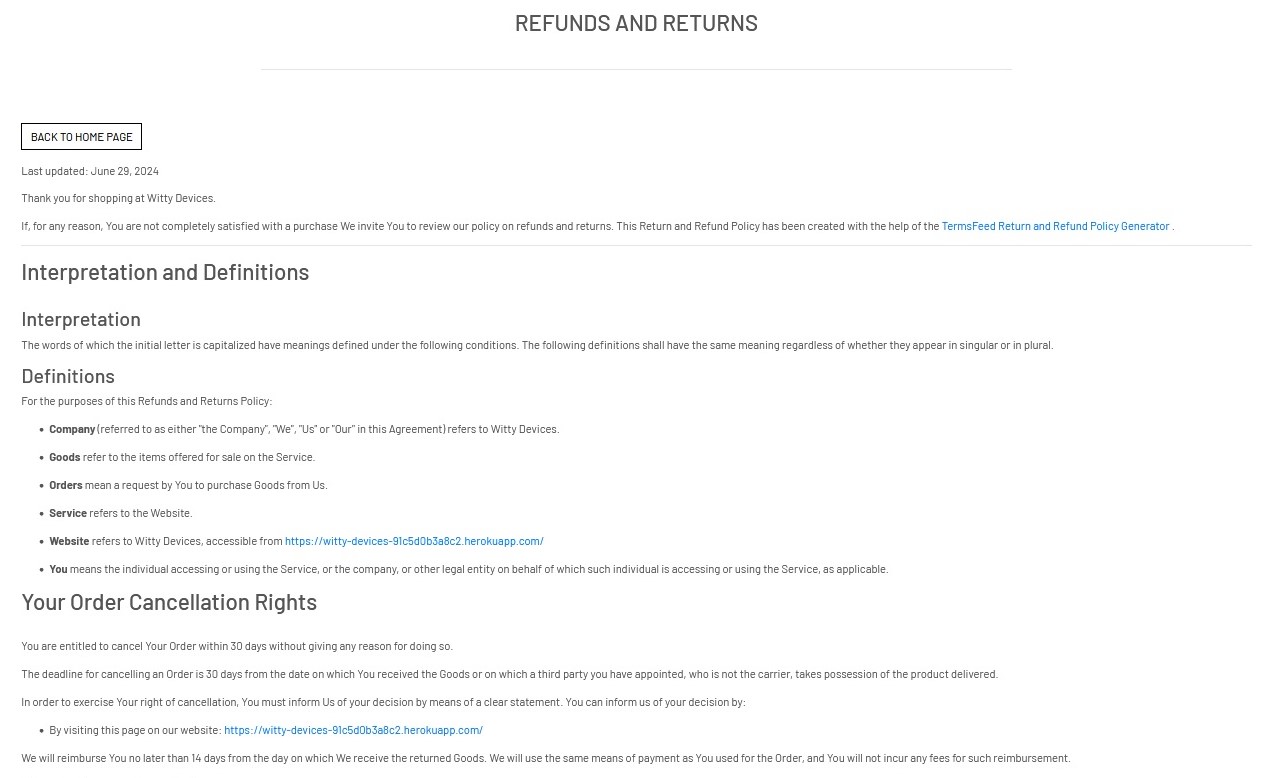 REFUNDS AND RETURNS
BACK TO HOME PAGE
Last updated: June 29, 2024
Thank you for shopping at Witty Devices.
If, for any reason, You are not completely satisfied with a purchase We invite You to review our policy on refunds and returns. This Return and Refund Policy has been created with the help of the TermsFeed Return and Refund Policy Generator .
Interpretation and Definitions
Interpretation
The words of which the initial letter is capitalized have meanings defined under the following conditions. The following definitions shall have the same meaning regardless of whether they appear in singular or in plural.
Definitions
For the purposes of this Refunds and Returns Policy:
• Company (referred to as either "the Company", "We", "Us" or "Our" in this Agreement) refers to Witty Devices.
• Goods refer to the items offered for sale on the Service.
• Orders mean a request by You to purchase Goods from Us.
• Service refers to the Website.
• Website refers to Witty Devices, accessible from https://witty-devices-91c5d0b3a8c2.herokuapp.com/
• You means the individual accessing or using the Service, or the company, or other legal entity on behalf of which such individual is accessing or using the Service, as applicable.
Your Order Cancellation Rights
You are entitled to cancel Your Order within 30 days without giving any reason for doing so.
The deadline for cancelling an Order is 30 days from the date on which You received the Goods or on which a third party you have appointed, who is not the carrier, takes possession of the product delivered.
In order to exercise Your right of cancellation, You must inform Us of your decision by means of a clear statement. You can inform us of your decision by:
• By visiting this page on our website: https://witty-devices-91c5d0b3a8c2.herokuapp.com/
We will reimburse You no later than 14 days from the day on which We receive the returned Goods. We will use the same means of payment as You used for the Order, and You will not incur any fees for such reimbursement.